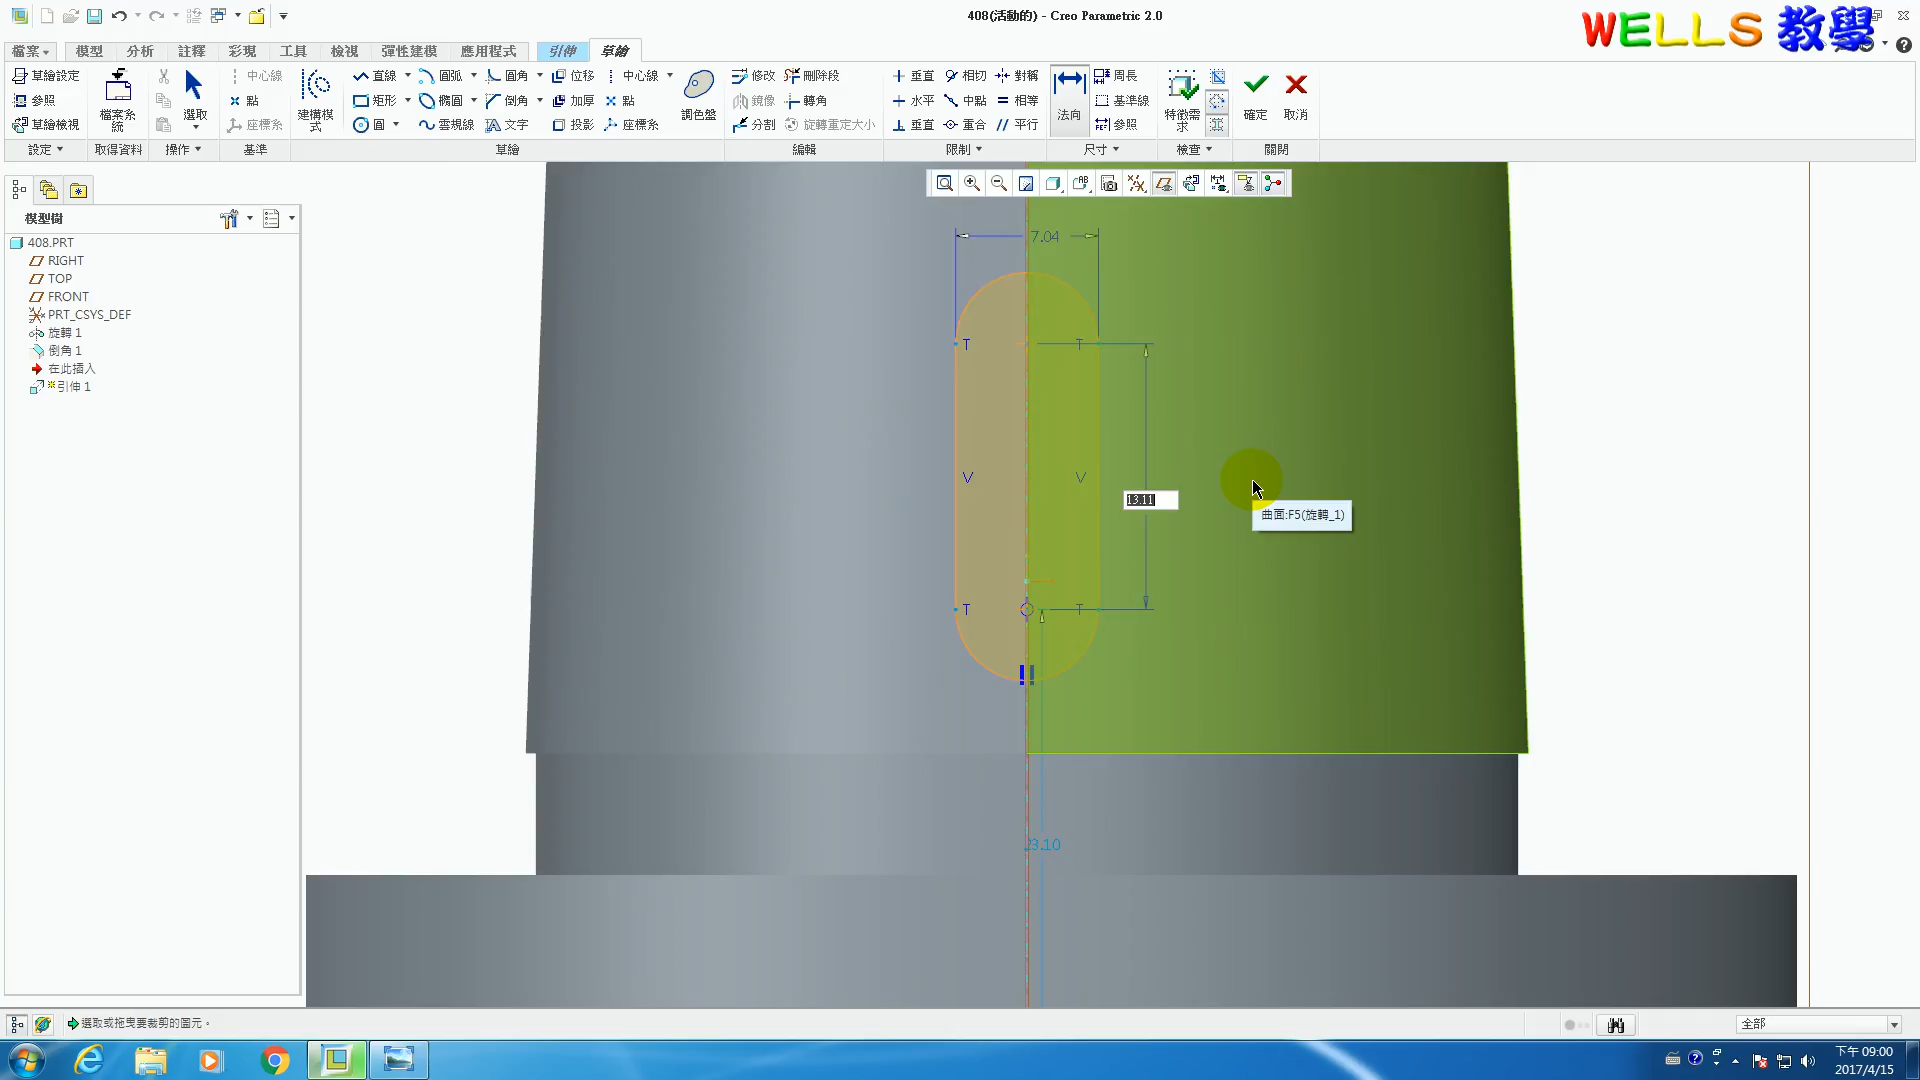 408(活動的) - Creo Parametric 2.0
WELLS 教學
檔案 模型 分析 註釋 彩現 工具 檢視 彈性建模 應用程式 引伸 草繪
草繪設定 參照 草繪檢視
檔案系統
選取
中心線 點 座標系
建構模式
直線 弧 圓角 位移 中心線
矩形 橢圓 倒角 加厚 點
圓 雲規線 文字 投影 座標系
調色盤
修改 刪除段
鏡像 轉角
分割 旋轉重定大小
垂直 相切 對稱
水平 中點 相等
垂直 重合 平行
法向
周長
基準線
參照
特徵需求
確定 取消
設定 取得資料 操作 基準 草繪 編輯 限制 尺寸 檢查 關閉
模型樹
408.PRT
RIGHT
TOP
FRONT
PRT_CSYS_DEF
旋轉 1
倒角 1
在此插入
引伸 1
7.04
T T
V V
13.11
曲面:F5(旋轉_1)
T T
3.10
選取或拖曳要裁剪的圖元。
全部
下午 09:00
2017/4/15